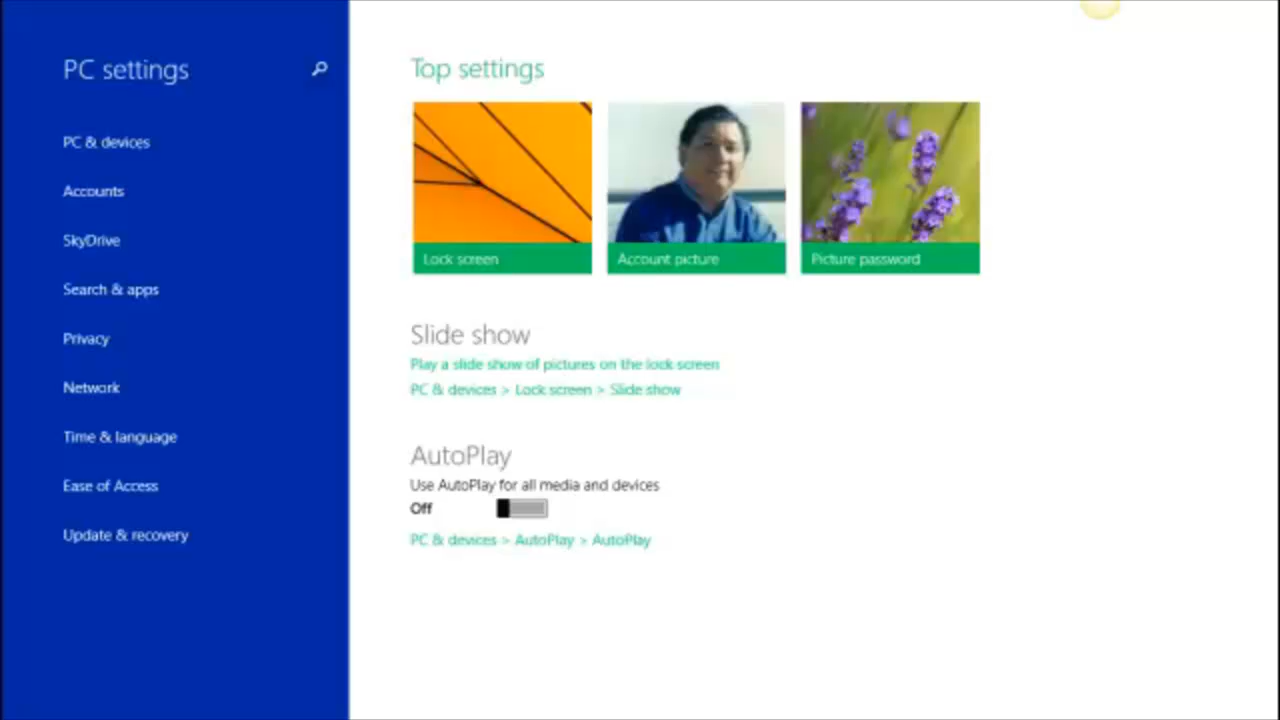 PC settings
PC & devices
Accounts
SkyDrive
Search & apps
Privacy
Network
Time & language
Ease of Access
Update & recovery
Top settings
Lock screen
Account picture
Picture password
Slide show
Play a slide show of pictures on the lock screen
PC & devices > Lock screen > Slide show
AutoPlay
Use AutoPlay for all media and devices
Off
PC & devices > AutoPlay > AutoPlay